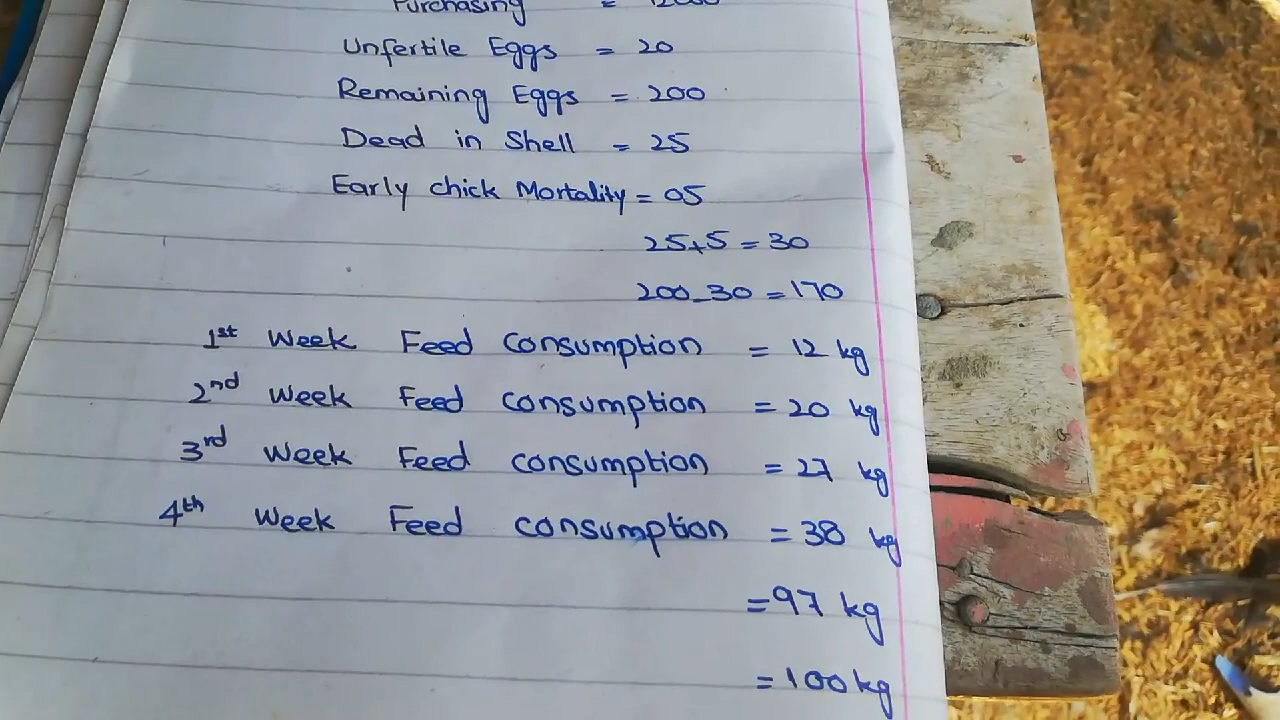 Purchasing =
Unfertile Eggs = 20
Remaining Eggs = 200
Dead in Shell = 25
Early chick Mortality = 05
25+5 = 30
200-30 = 170
1st Week Feed Consumption = 12 kg
2nd Week Feed Consumption = 20 kg
3rd Week Feed Consumption = 27 kg
4th Week Feed Consumption = 38 kg
= 97 kg
= 100 kg